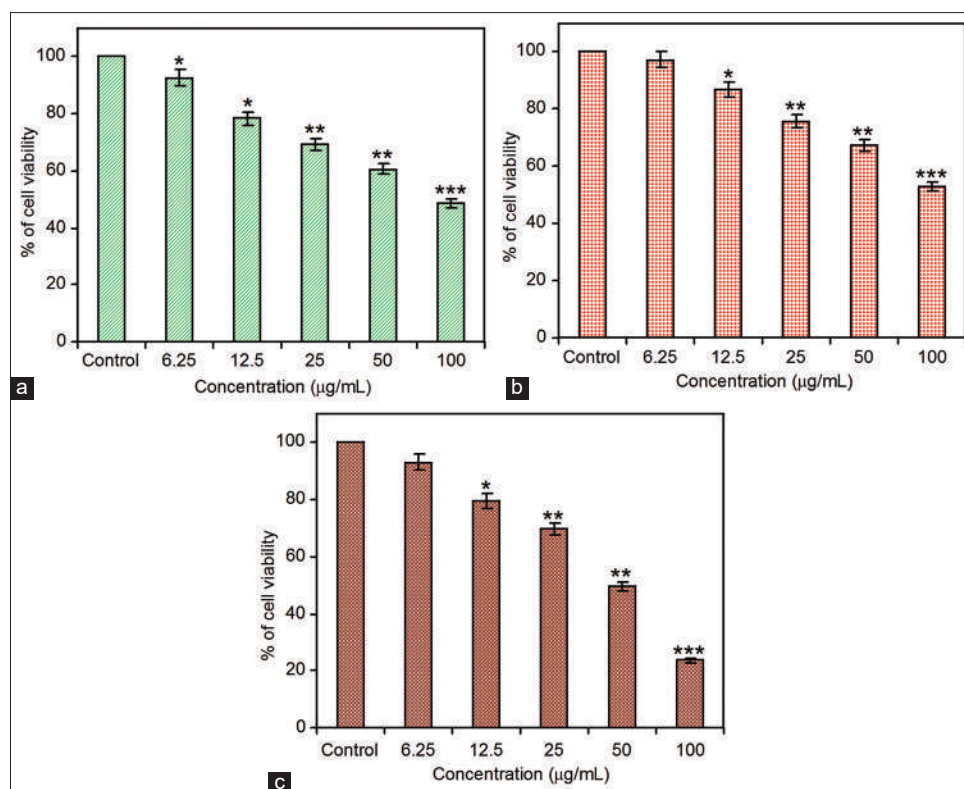 100
80
60
40
20
0
% of cell viability
*
*
**
**
***
Control 6.25 12.5 25 50 100
Concentration (μg/mL)
a
100
80
60
40
20
0
% of cell viability
*
**
**
***
Control 6.25 12.5 25 50 100
Concentration (μg/mL)
b
100
80
60
40
20
0
% of cell viability
*
**
**
***
Control 6.25 12.5 25 50 100
Concentration (μg/mL)
c